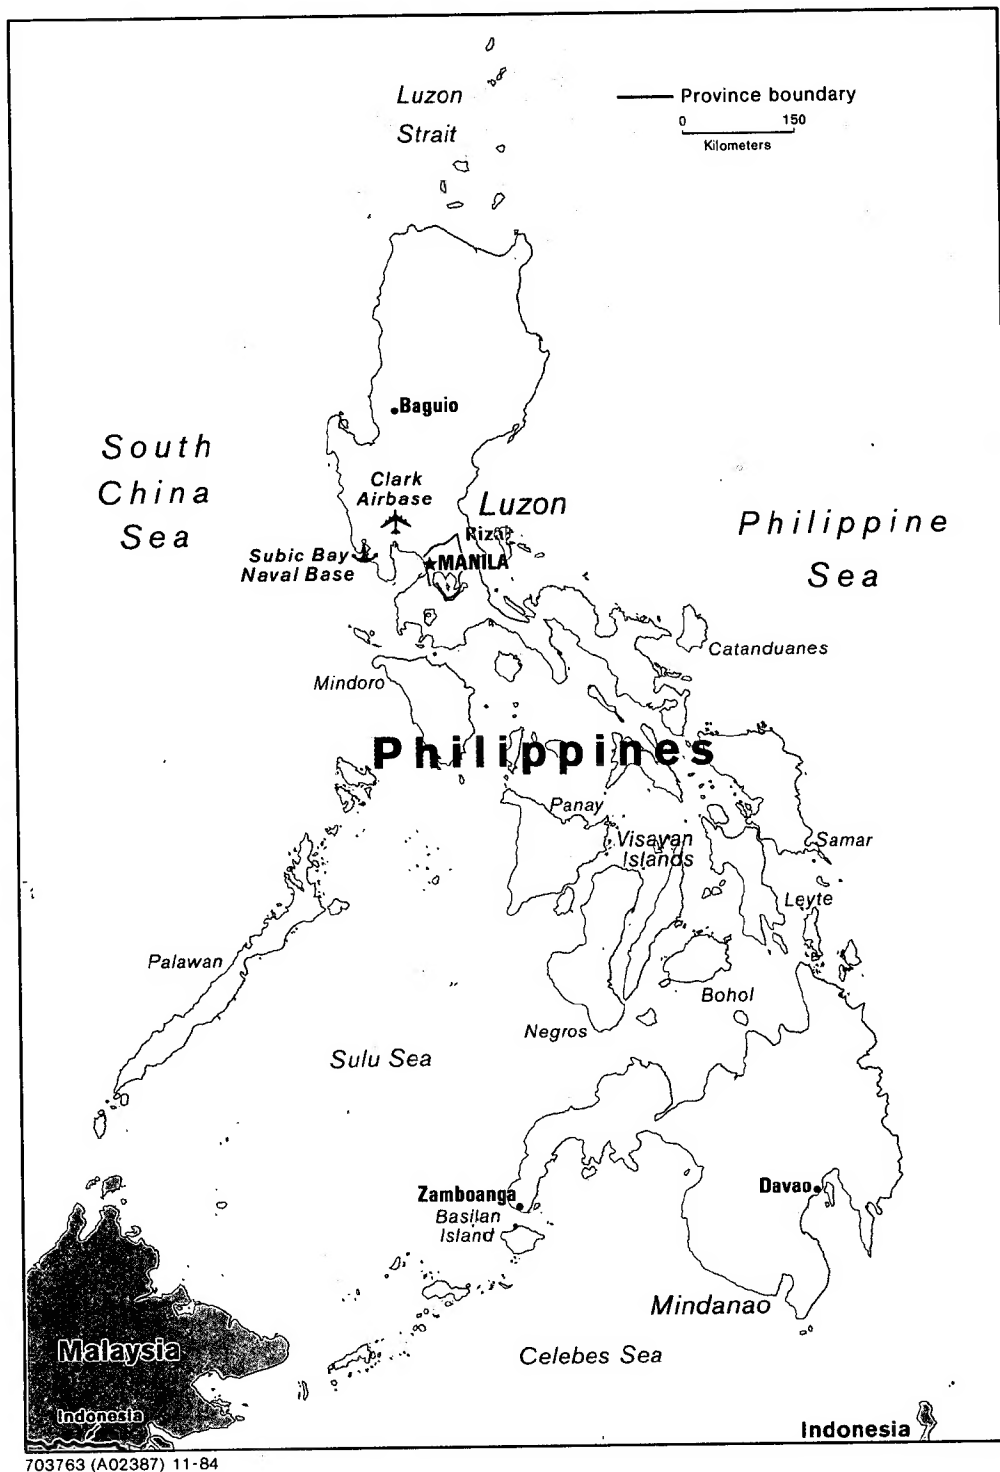 Luzon
Strait
Province boundary
0 150
Kilometers
Baguio
South
China
Sea
Clark
Airbase
Luzon
Rizal
Philippine
Sea
Subic Bay
Naval Base
MANILA
Catanduanes
Mindoro
Philippines
Panay
Visayan
Islands
Samar
Leyte
Palawan
Bohol
Negros
Sulu Sea
Zamboanga
Basilan
Island
Davao
Mindanao
Malaysia
Celebes Sea
Indonesia
Indonesia
703763 (A02387) 11-84